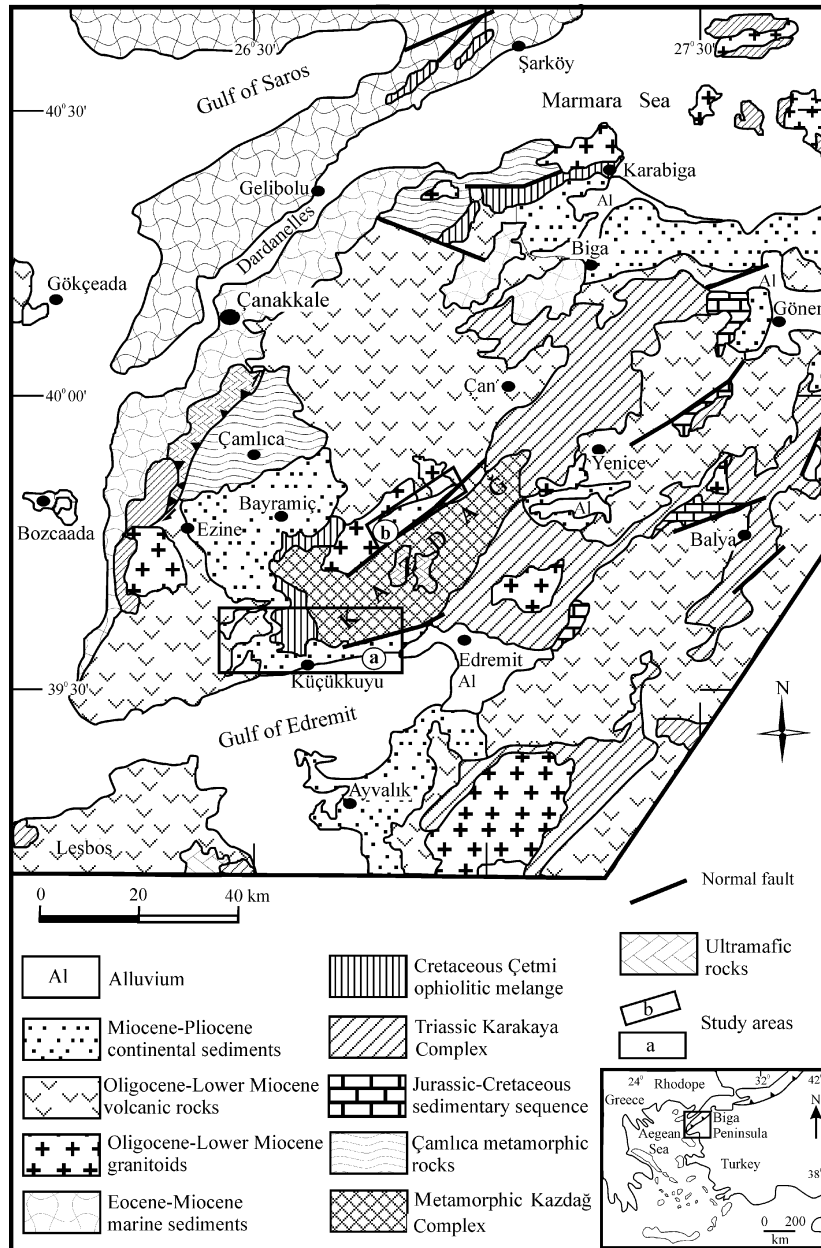 26°30'
27°30'
Şarköy
Gulf of Saros
40°30'
Marmara Sea
Karabiga
Gelibolu
Al
Dardanelles
Biga
Gökçeada
Al
Çanakkale
Gönen
Çan
40°00'
Çamlıca
Yenice
Bayramiç
KAZDAĞ
Al
Bozcaada
Ezine
b
Balya
a
Edremit
Küçükkuyu
Al
39°30'
N
Gulf of Edremit
Ayvalık
Lesbos
0 20 40 km
Normal fault
Ultramafic
rocks
b
Study areas
a
Al
Alluvium
Miocene-Pliocene
continental sediments
Oligocene-Lower Miocene
volcanic rocks
Oligocene-Lower Miocene
granitoids
Eocene-Miocene
marine sediments
Cretaceous Çetmi
ophiolitic melange
Triassic Karakaya
Complex
Jurassic-Cretaceous
sedimentary sequence
Çamlıca metamorphic
rocks
Metamorphic Kazdağ
Complex
24°
32°
42°
Rhodope
Greece
N
Biga
Peninsula
Aegean
Sea
Turkey
38°
0 200
km